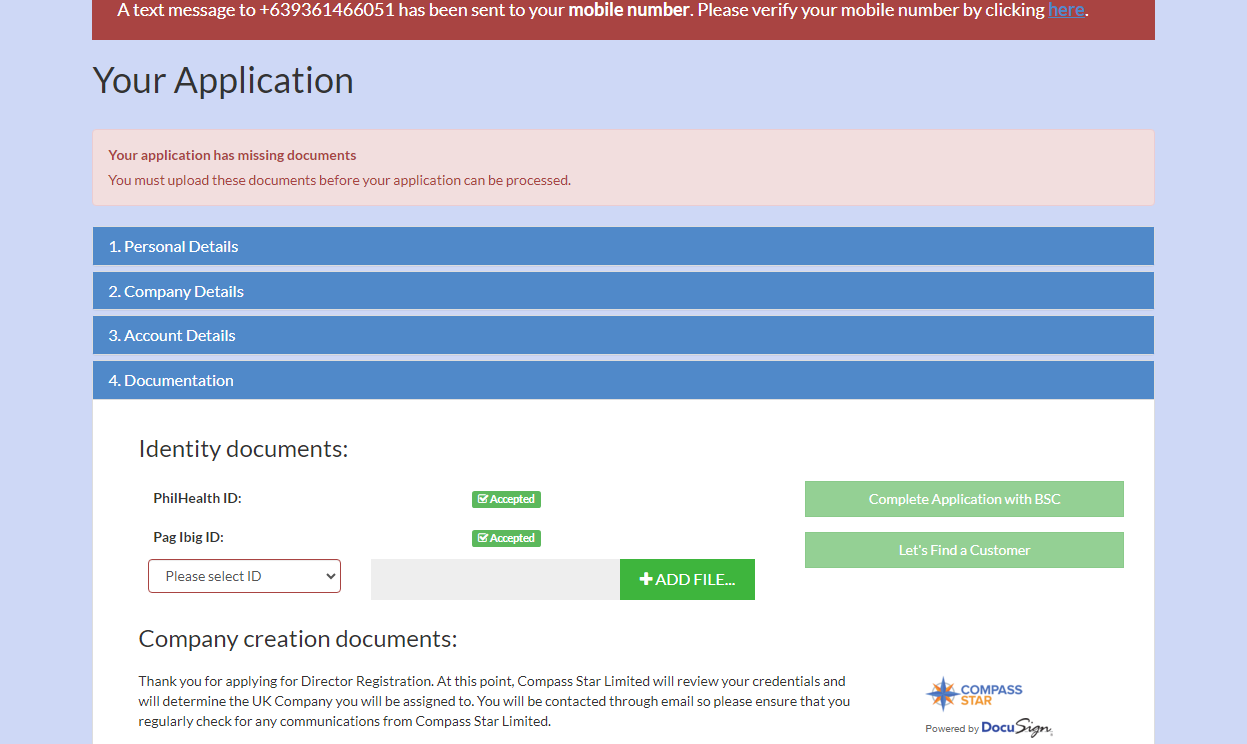 A text message to +639361466051 has been sent to your mobile number. Please verify your mobile number by clicking here.
Your Application
Your application has missing documents
You must upload these documents before your application can be processed.
1. Personal Details
2. Company Details
3. Account Details
4. Documentation
Identity documents:
PhilHealth ID:
Accepted
Complete Application with BSC
Pag Ibig ID:
Accepted
Let's Find a Customer
Please select ID
ADD FILE...
Company creation documents:
Thank you for applying for Director Registration. At this point, Compass Star Limited will review your credentials and
will determine the UK Company you will be assigned to. You will be contacted through email so please ensure that you
regularly check for any communications from Compass Star Limited.
COMPASS
STAR
Powered by DocuSign